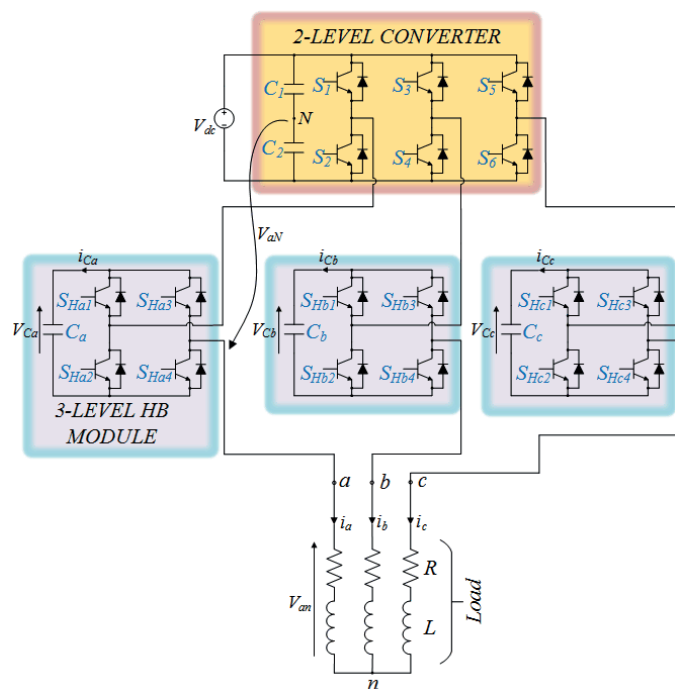 2-LEVEL CONVERTER
C1
S1
S3
S5
N
Vdc
C2
S2
S4
S6
VaN
iCa
iCb
iCc
SHa1
SHa3
SHb1
SHb3
SHc1
SHc3
VCa
Ca
VCb
Cb
VCc
Cc
SHa2
SHa4
SHb2
SHb4
SHc2
SHc4
3-LEVEL HB
MODULE
a
b
c
ia
ib
ic
R
Van
L
Load
n